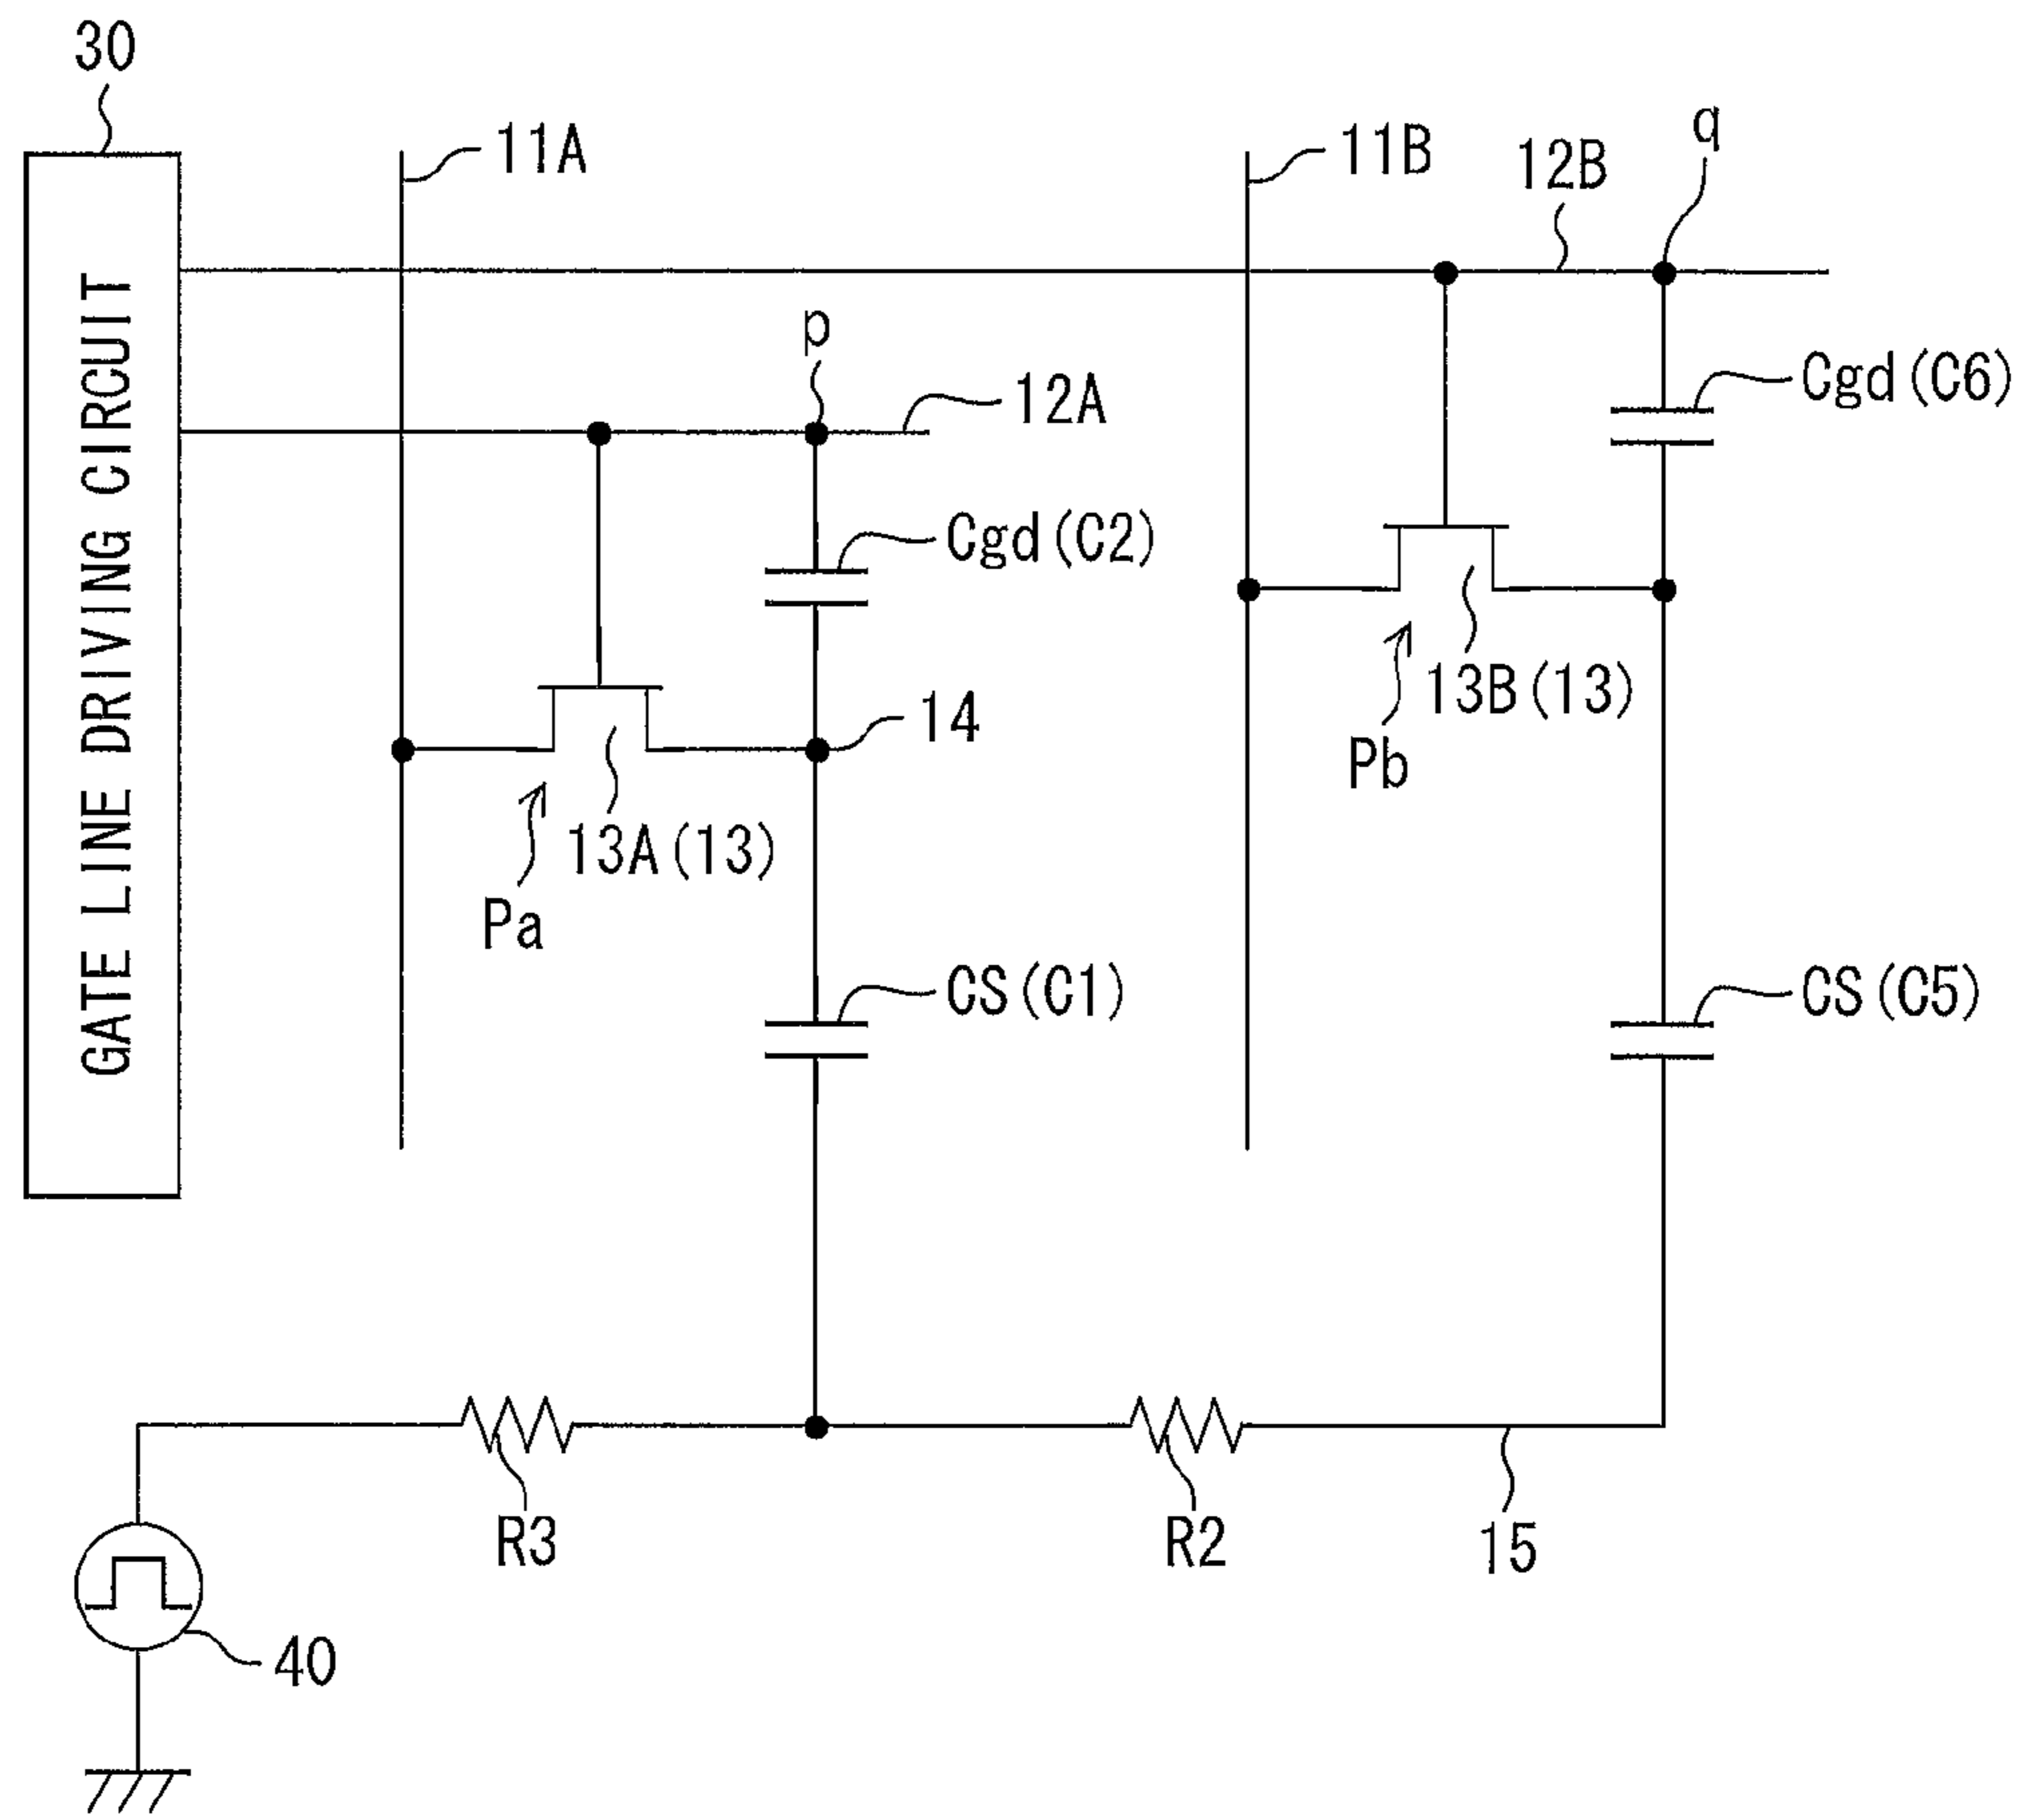 30
11A
11B
12B
q
p
12A
Cgd(C6)
Cgd(C2)
GATE LINE DRIVING CIRCUIT
14
13B(13)
Pb
13A(13)
Pa
CS(C1)
CS(C5)
R3
R2
15
40